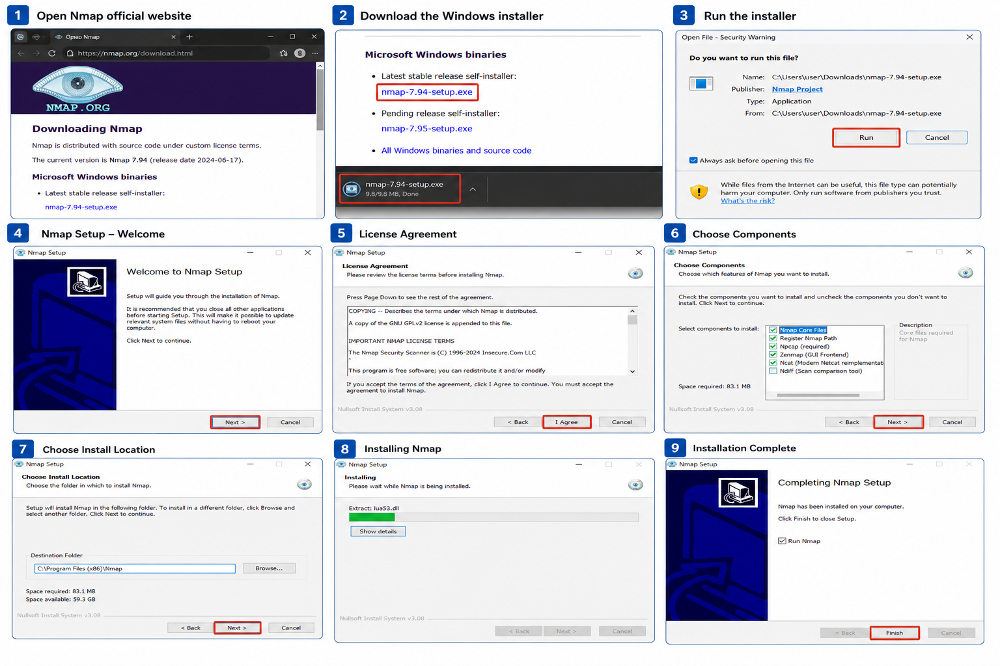 1 Open Nmap official website
Opмao Nmap
https://nmap.org/download.html
NMAP.ORG
Downloading Nmap
Nmap is distributed with source code under custom license terms.
The current version is Nmap 7.94 (release date 2024-06-17).
Microsoft Windows binaries
• Latest stable release self-installer:
nmap-7.94-setup.exe
2 Download the Windows installer
Microsoft Windows binaries
• Latest stable release self-installer:
nmap-7.94-setup.exe
• Pending release self-installer:
nmap-7.95-setup.exe
• All Windows binaries and source code
nmap-7.94-setup.exe
9.8/9.8 MB, Done
3 Run the installer
Open File - Security Warning
Do you want to run this file?
Name: C:\Users\user\Downloads\nmap-7.94-setup.exe
Publisher: Nmap Project
Type: Application
From: C:\Users\user\Downloads\nmap-7.94-setup.exe
Run Cancel
Always ask before opening this file
While files from the Internet can be useful, this file type can potentially
harm your computer. Only run software from publishers you trust.
What's the risk?
4 Nmap Setup – Welcome
Nmap Setup
Welcome to Nmap Setup
Setup will guide you through the installation of Nmap.
It is recommended that you close all other applications
before starting Setup. This will make it possible to update
relevant system files without having to reboot your
computer.
Click Next to continue.
Next > Cancel
5 License Agreement
Nmap Setup
License Agreement
Please review the license terms before installing Nmap.
Press Page Down to see the rest of the agreement.
COPYING -- Describes the terms under which Nmap is distributed.
A copy of the GNU GPLv2 license is appended to this file.
IMPORTANT NMAP LICENSE TERMS
The Nmap Security Scanner is (C) 1996-2024 Insecure.Com LLC
-
This program is free software; you can redistribute it and/or modify
If you accept the terms of the agreement, click I Agree to continue. You must accept the
agreement to install Nmap.
Nullsoft Install System v3.08
< Back I Agree Cancel
6 Choose Components
Nmap Setup
Choose Components
Choose which features of Nmap you want to install.
Check the components you want to install and uncheck the components you don't want to
install. Click Next to continue.
Select components to install:
Nmap Core Files
Register Nmap Path
Npcap (required)
Zenmap (GUI Frontend)
Ncat (Modern Netcat reimplementat
Ndiff (Scan comparison tool)
Description
Core files required
for Nmap
Space required: 83.1 MB
Nullsoft Install System v3.08
< Back Next > Cancel
7 Choose Install Location
Nmap Setup
Choose Install Location
Choose the folder in which to install Nmap.
Setup will install Nmap in the following folder. To install in a different folder, click Browse and
select another folder. Click Next to continue.
Destination Folder
C:\Program Files (x86)\Nmap Browse...
Space required: 83.1 MB
Space available: 59.3 GB
Nullsoft Install System v3.08
< Back Next > Cancel
8 Installing Nmap
Nmap Setup
Installing
Please wait while Nmap is being installed.
Extract: lua53.dll
Show details
Nullsoft Install System v3.08
< Back Next > Cancel
9 Installation Complete
Nmap Setup
Completing Nmap Setup
Nmap has been installed on your computer.
Click Finish to close Setup.
Run Nmap
< Back Finish Cancel